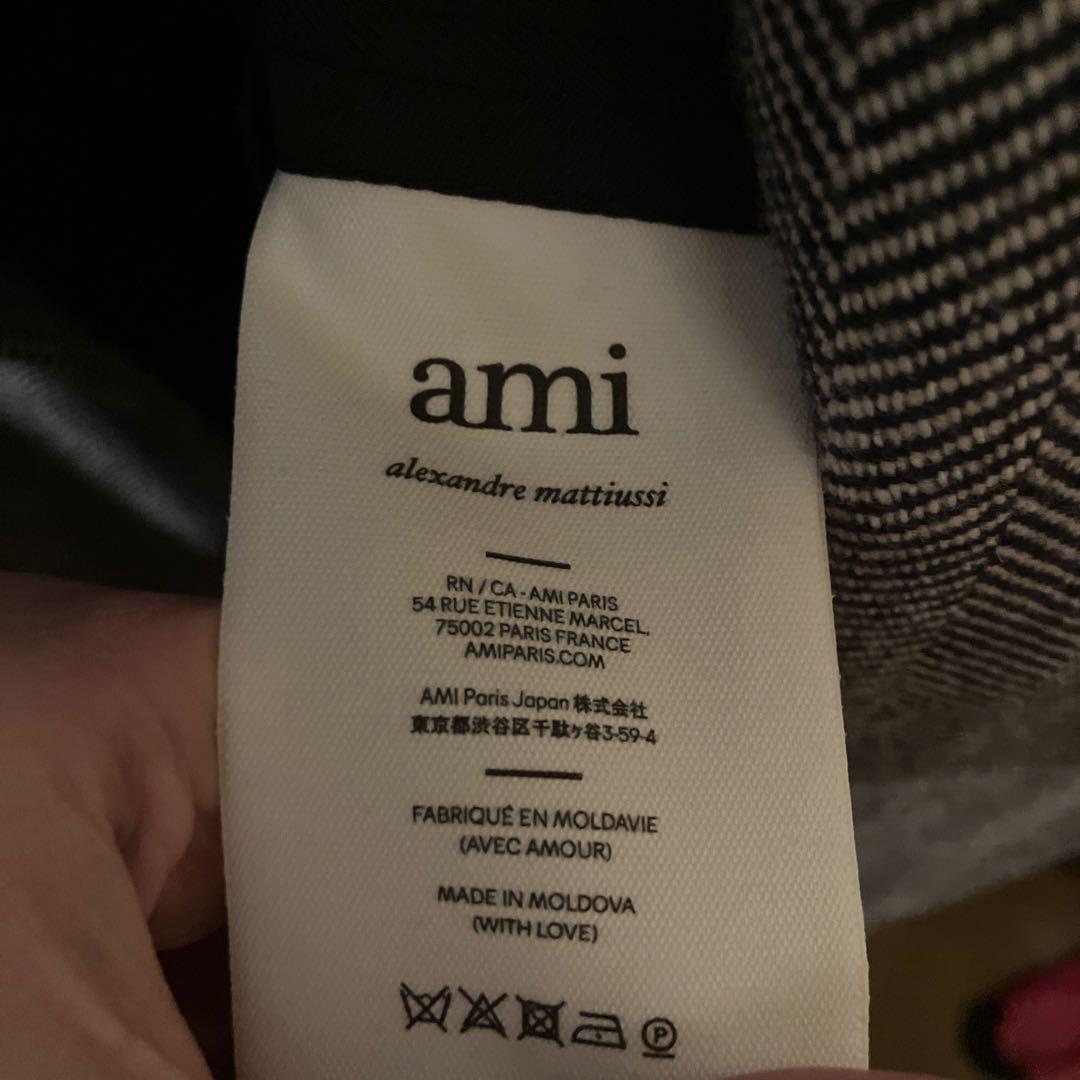 ami
alexandre mattiussi
RN / CA - AMI PARIS
54 RUE ETIENNE MARCEL,
75002 PARIS FRANCE
AMIPARIS.COM
AMI Paris Japan 株式会社
東京都渋谷区千駄ヶ谷3-59-4
FABRIQUÉ EN MOLDAVIE
(AVEC AMOUR)
MADE IN MOLDOVA
(WITH LOVE)
P